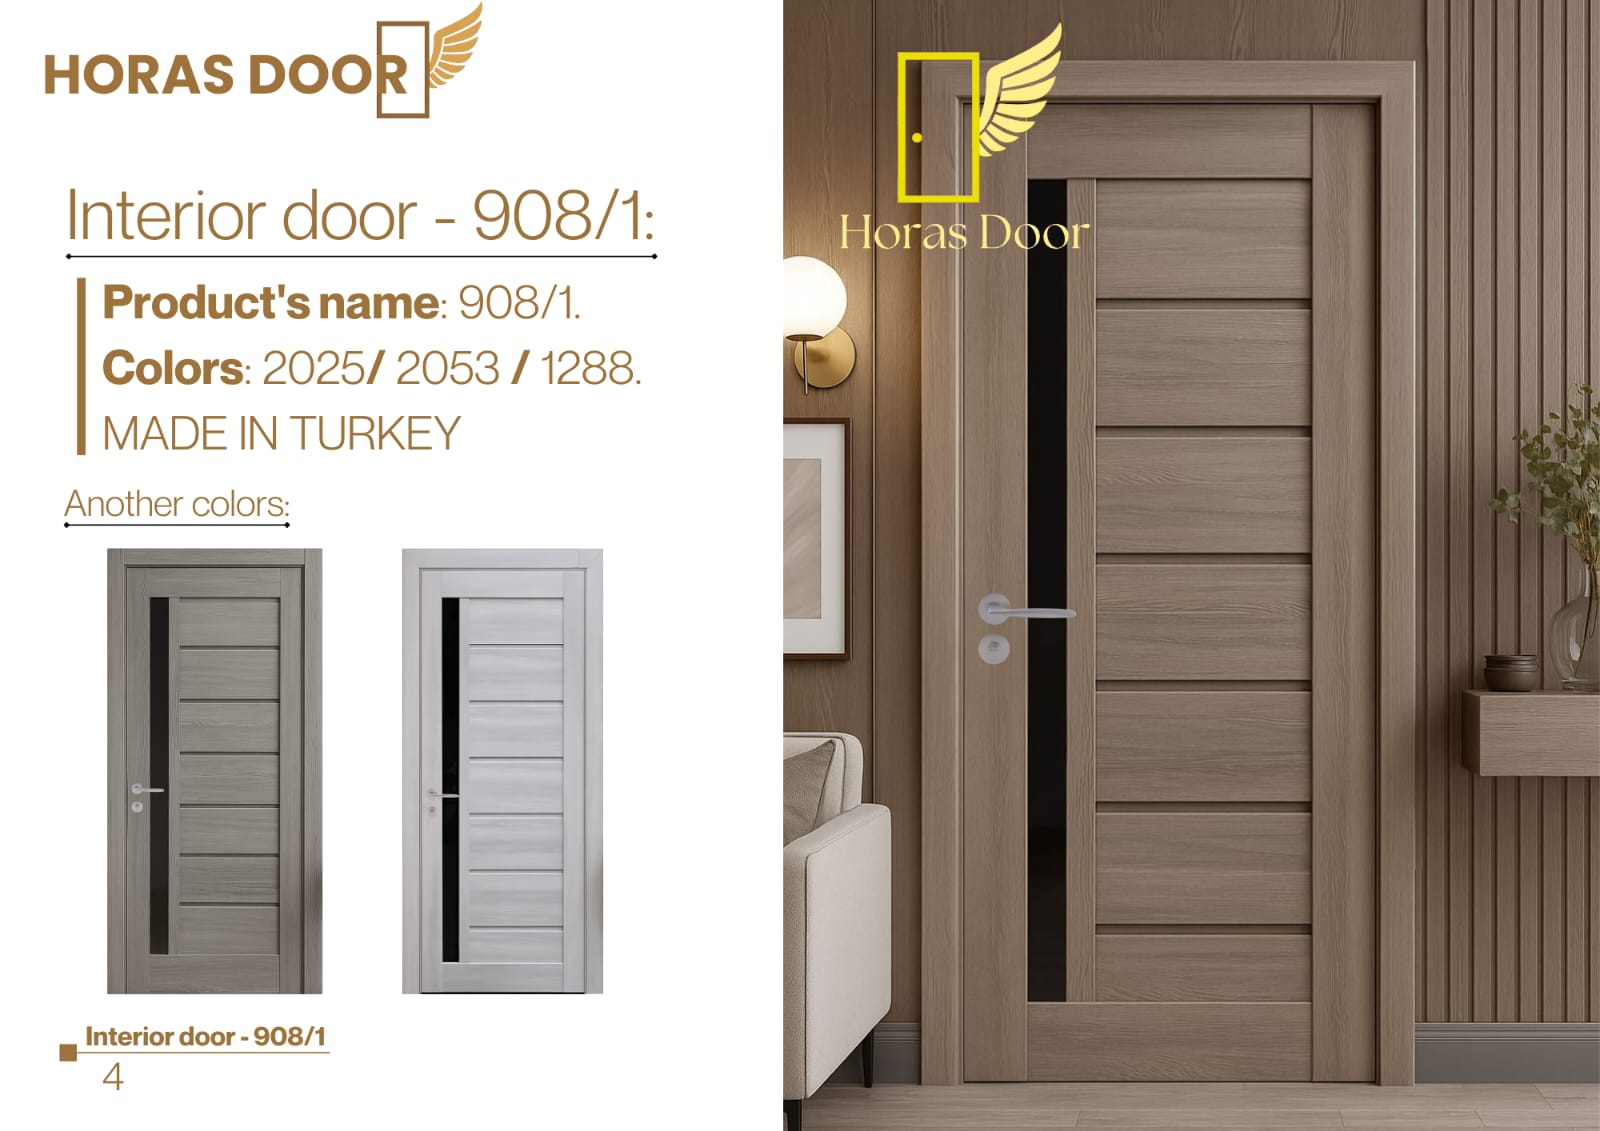 HORAS DOOR
Interior door - 908/1:
Product's name: 908/1.
Colors: 2025/ 2053 / 1288.
MADE IN TURKEY
Another colors:
Interior door - 908/1
4
Horas Door